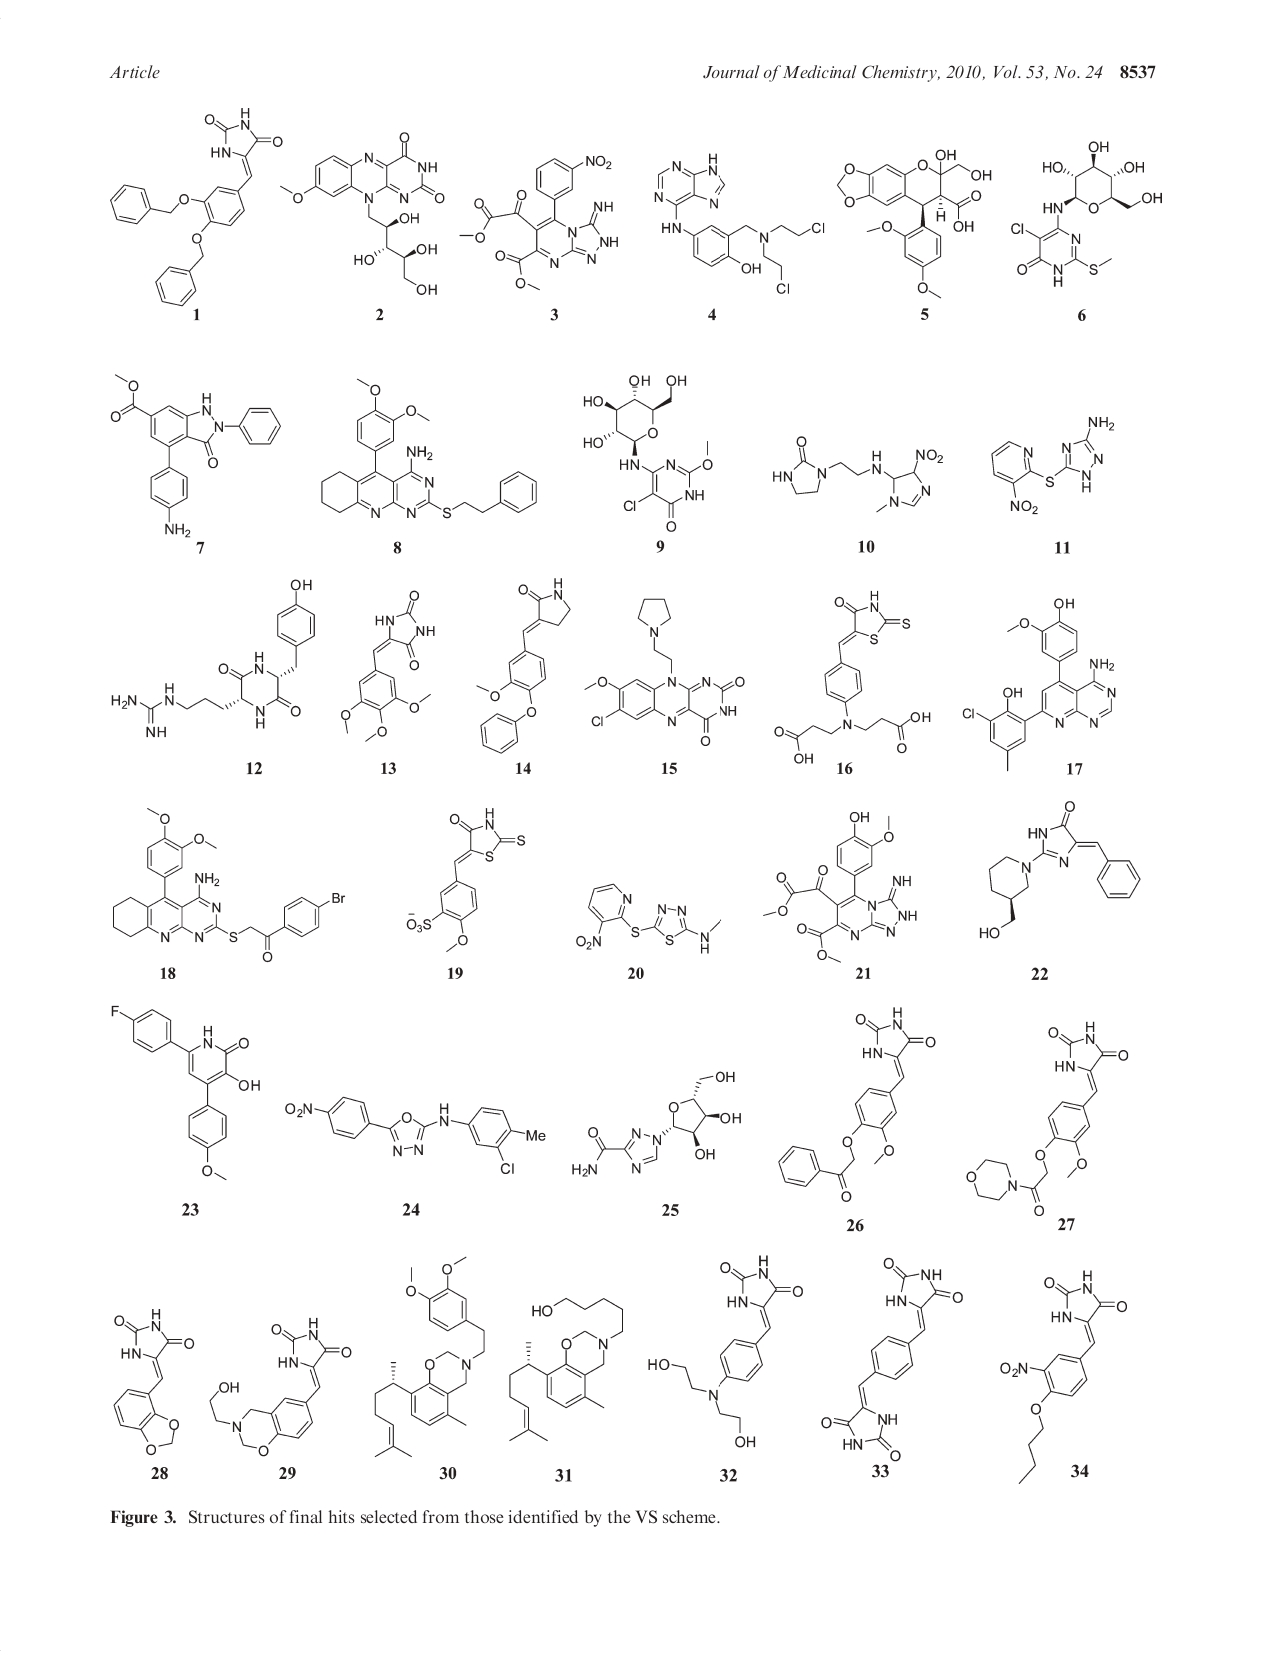 Article
Journal of Medicinal Chemistry, 2010, Vol. 53, No. 24 8537
1 2 3 4 5 6
7 8 9 10 11
12 13 14 15 16 17
18 19 20 21 22
23 24 25 26 27
28 29 30 31 32 33 34
Figure 3. Structures of final hits selected from those identified by the VS scheme.